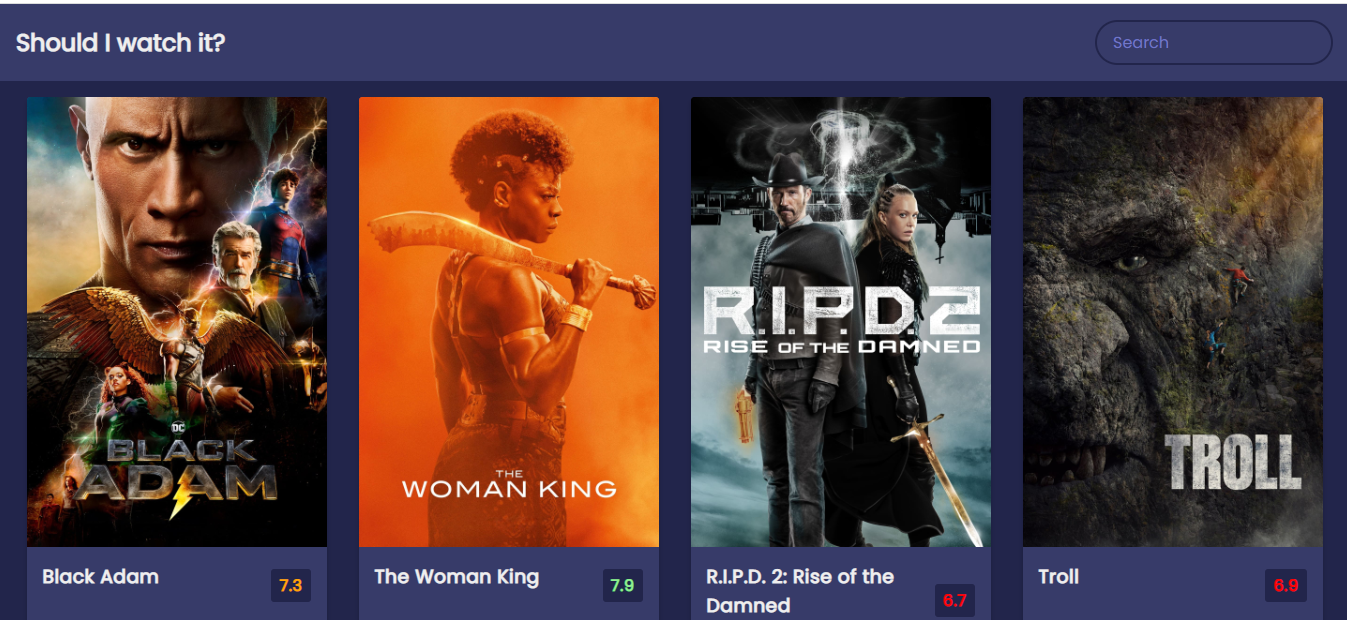 Should I watch it?
Search
DC
BLACK
ADAM
THE
WOMAN KING
R.I.P.D. 2
RISE OF THE DAMNED
TROLL
Black Adam
7.3
The Woman King
7.9
R.I.P.D. 2: Rise of the
Damned
6.7
Troll
6.9